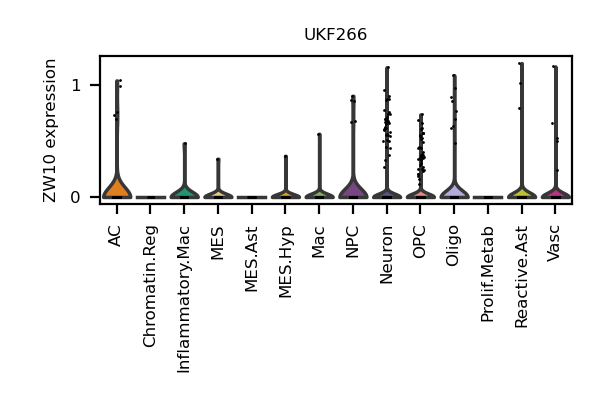 UKF266
ZW10 expression
1
0
AC
Chromatin.Reg
Inflammatory.Mac
MES
MES.Ast
MES.Hyp
Mac
NPC
Neuron
OPC
Oligo
Prolif.Metab
Reactive.Ast
Vasc